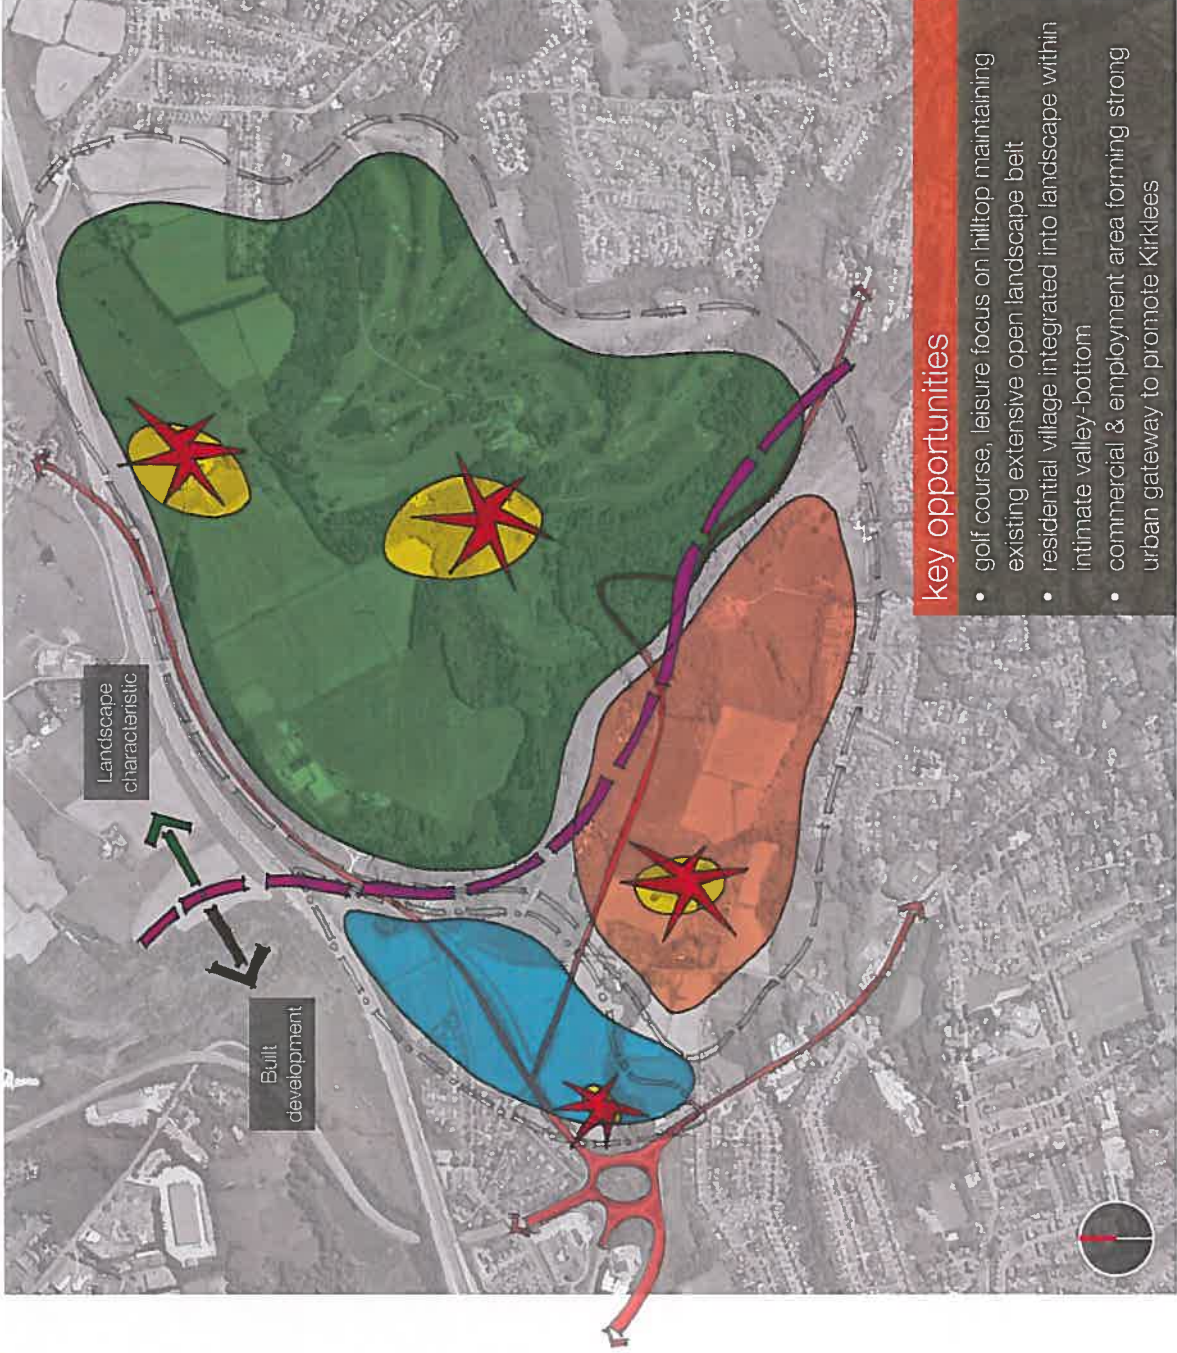 Landscape
characteristic
Built
development
key opportunities
• golf course, leisure focus on hilltop maintaining
existing extensive open landscape belt
• residential village integrated into landscape within
intimate valley-bottom
• commercial & employment area forming strong
urban gateway to promote Kirklees